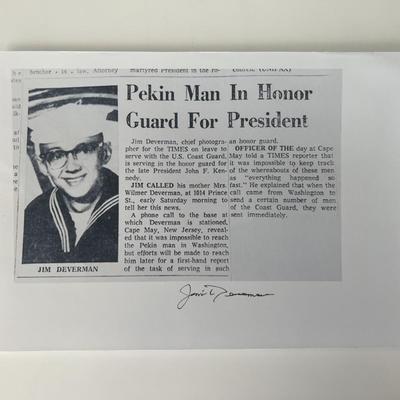 Butcher - 14 - law, Attorney
martyred President in the
Pekin Man In Honor
Guard For President
Jim Deverman, chief photogra-
pher for the TIMES on leave to
serve with the U.S. Coast Guard,
is serving in the honor guard for
the late President John F. Ken-
nedy.
JIM CALLED his mother Mrs.
Wilmer Deverman, at 1014 Prince
St., early Saturday morning to
tell her this news.
A phone call to the base at
which Deverman is stationed,
Cape May, New Jersey, reveal-
ed that it was impossible to reach
the Pekin man in Washington,
but efforts will be made to reach
him later for a first-hand report
of the task of serving in such
an honor guard.
OFFICER OF THE day at Cape
May told a TIMES reporter that
it was impossible to keep track
of the whereabouts of these men
as "everything happened so
fast." He explained that when the
call came from Washington to
send a certain number of men
of the Coast Guard, they were
sent immediately.
JIM DEVERMAN
Deverman